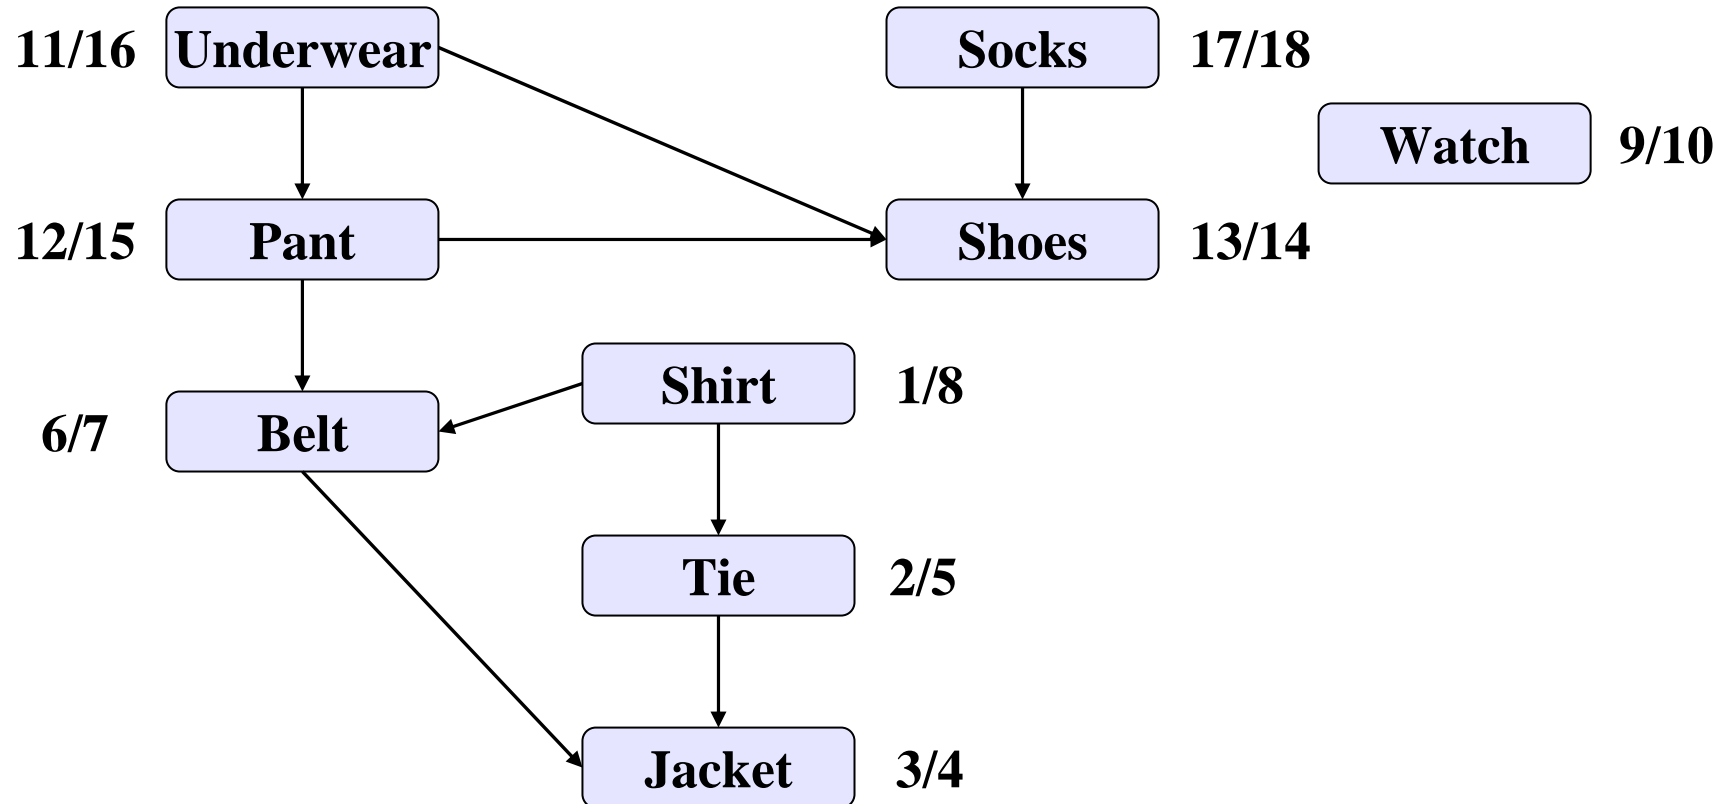 11/16 Underwear Socks 17/18
Watch 9/10
12/15 Pant Shoes 13/14
Shirt 1/8
6/7 Belt
Tie 2/5
Jacket 3/4